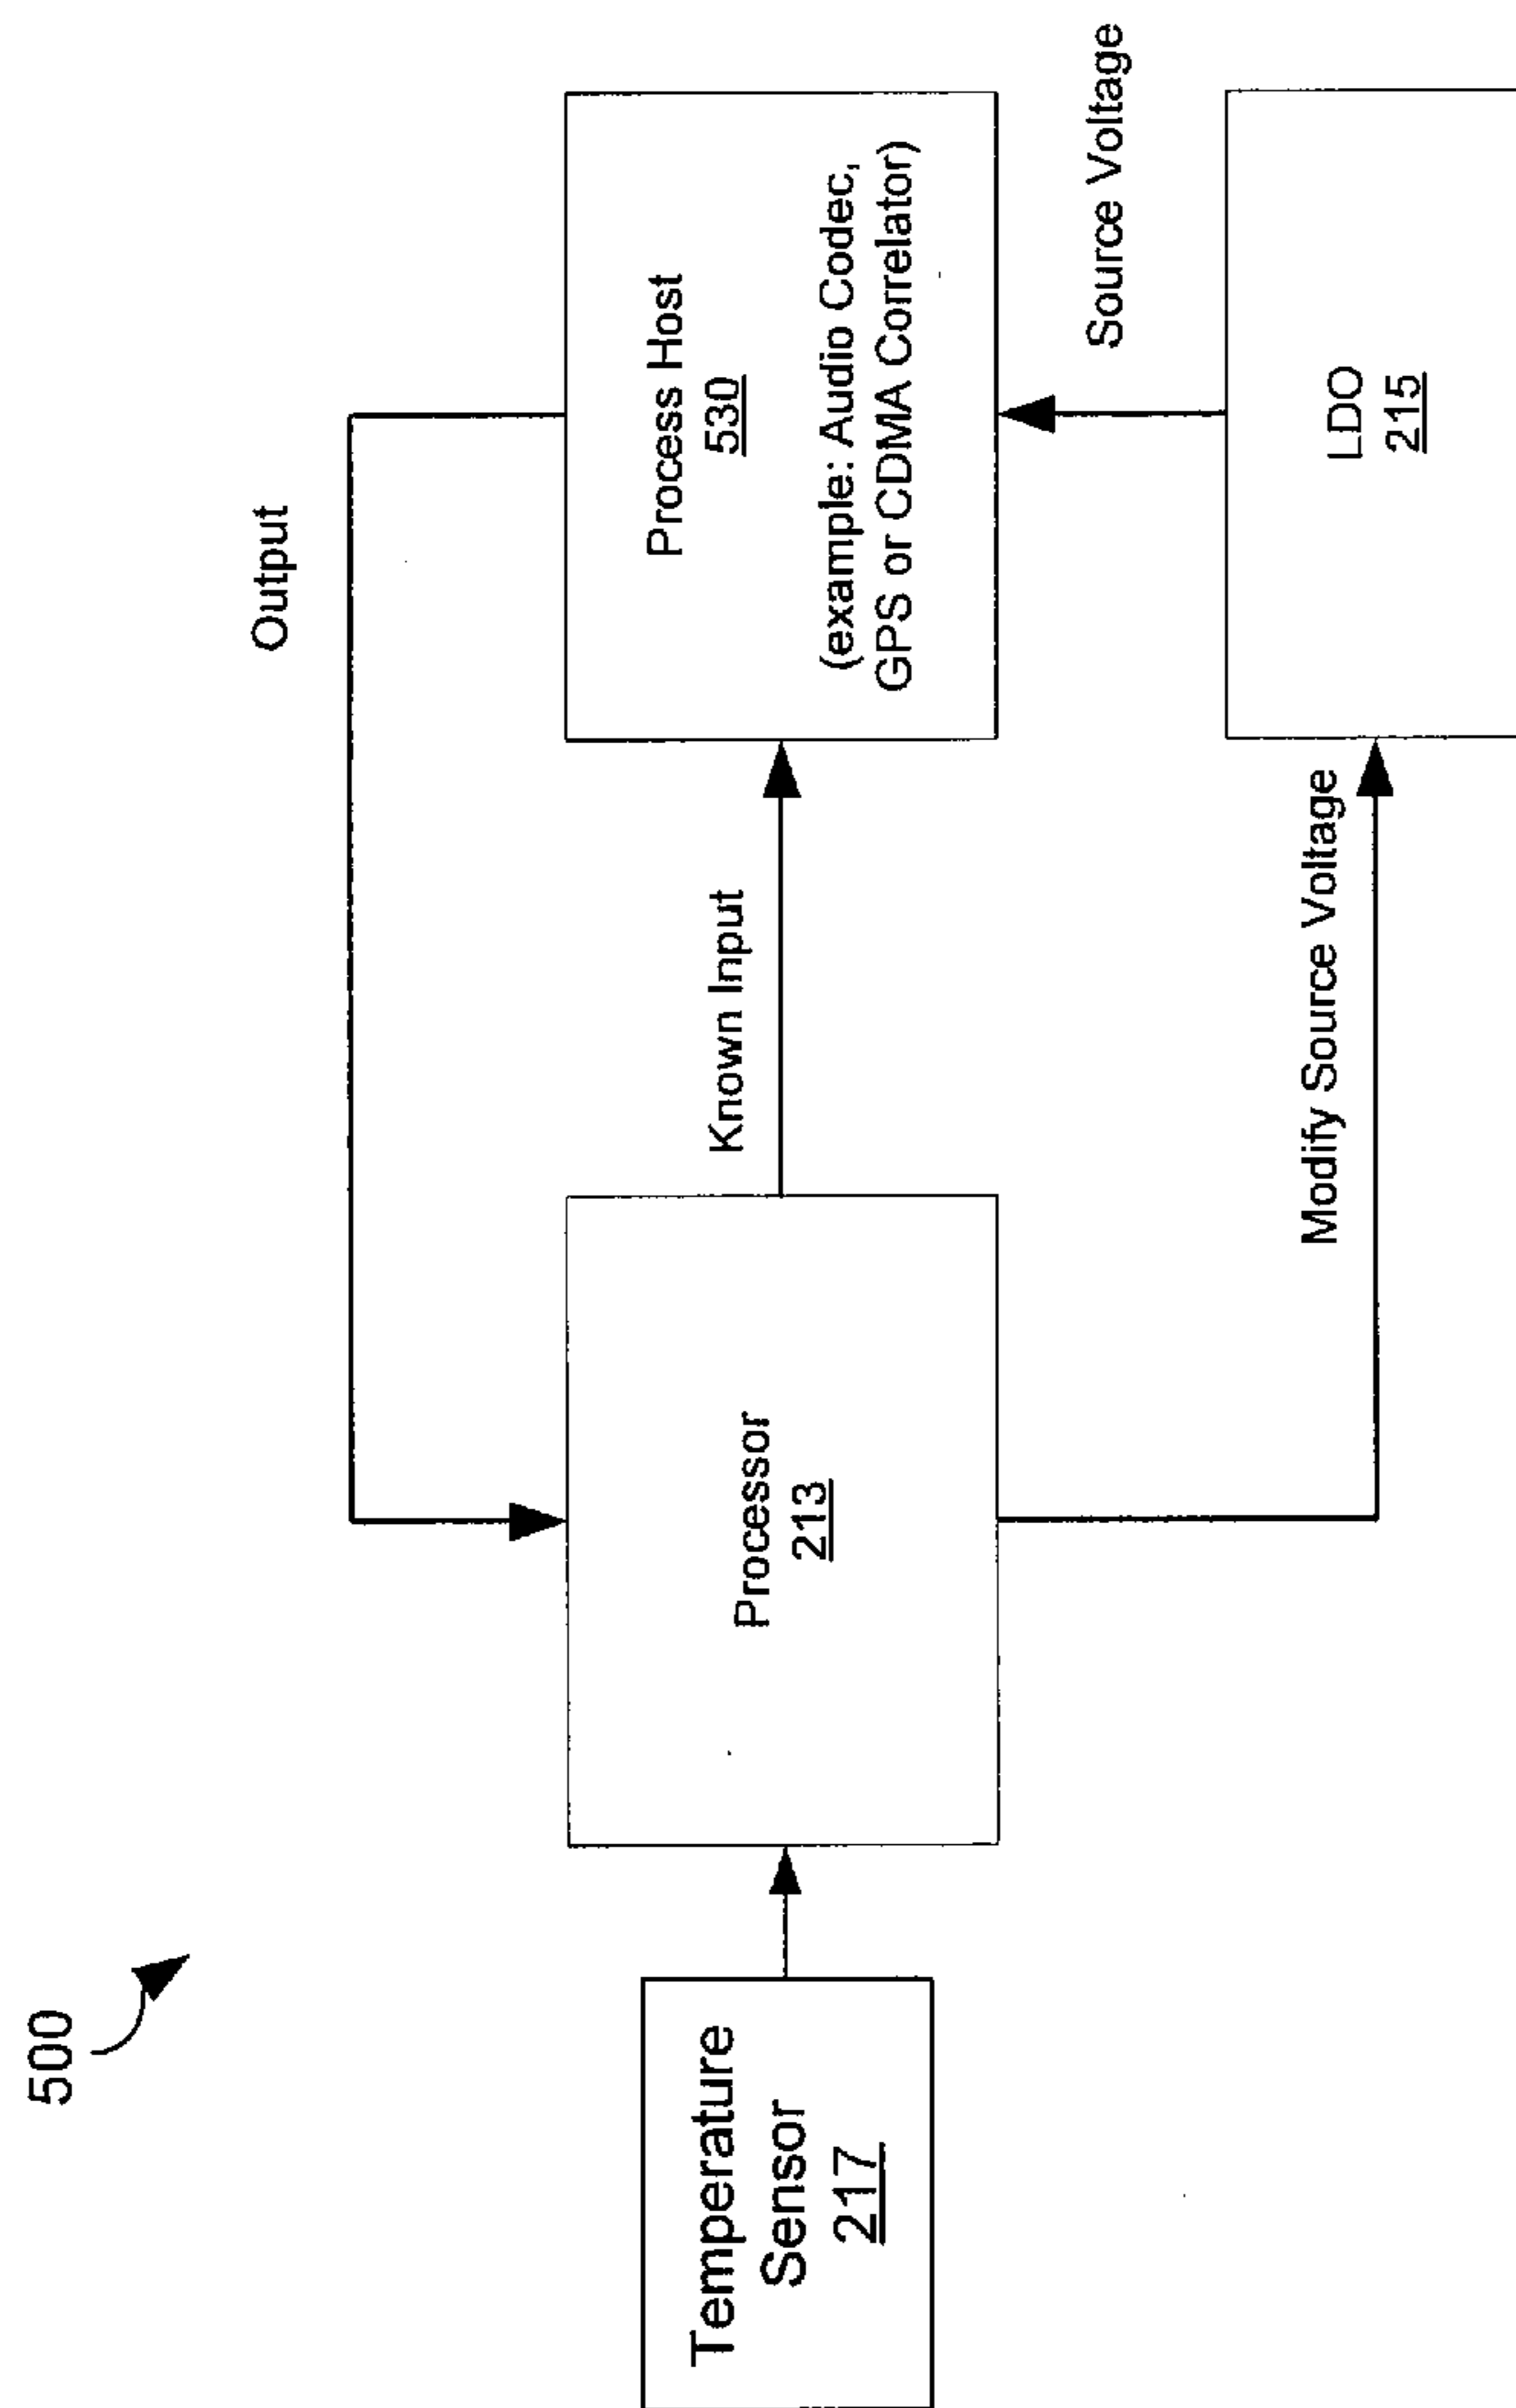 500
Output
Temperature
Sensor
217
Processor
213
Known Input
Process Host
530
(example: Audio Codec,
GPS or CDMA Correlator)
Source Voltage
Modify Source Voltage
LDO
215